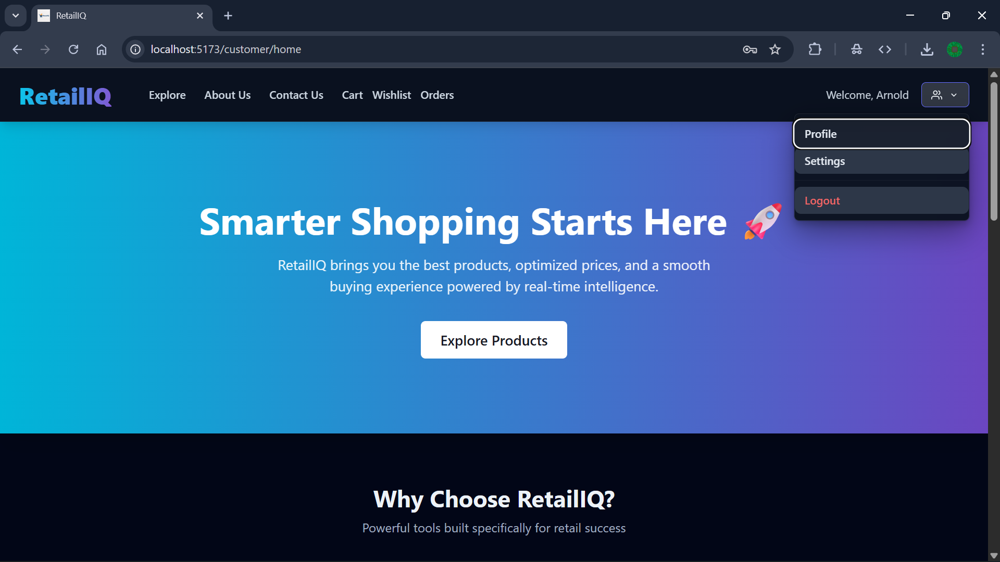 RetailIQ
localhost:5173/customer/home
RetailIQ
Explore About Us Contact Us Cart Wishlist Orders
Welcome, Arnold
Profile
Settings
Logout
Smarter Shopping Starts Here 🚀
RetailIQ brings you the best products, optimized prices, and a smooth
buying experience powered by real-time intelligence.
Explore Products
Why Choose RetailIQ?
Powerful tools built specifically for retail success